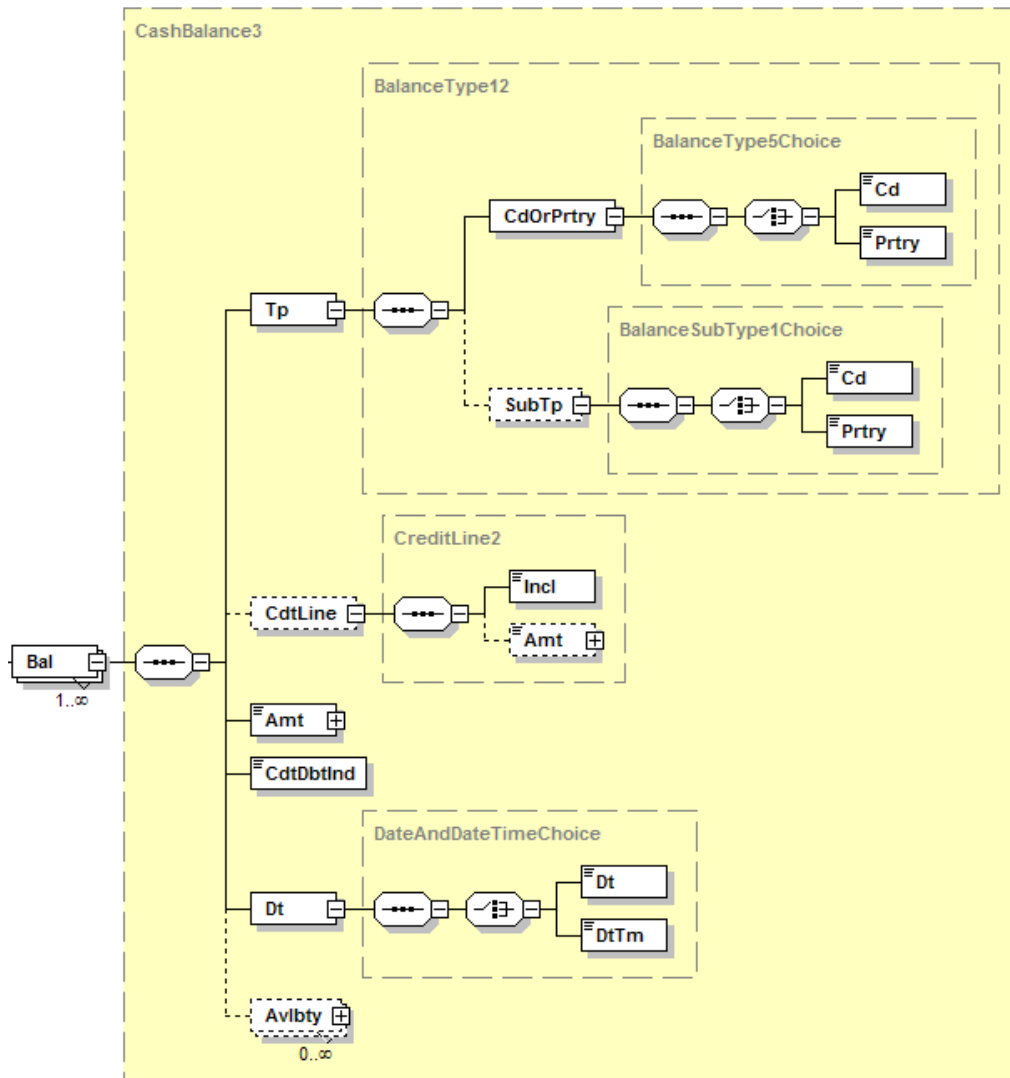 CashBalance3
BalanceType12
BalanceType5Choice
Cd
CdOrPrtry
Prtry
Tp
BalanceSubType1Choice
Cd
SubTp
Prtry
CreditLine2
Incl
CdtLine
Amt
Bal
1..∞
Amt
CdtDbtInd
DateAndDateTimeChoice
Dt
Dt
DtTm
Avlbty
0..∞